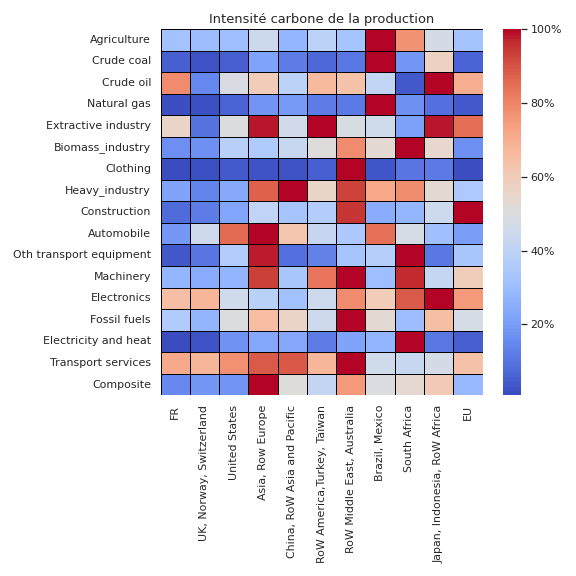 Intensité carbone de la production
Agriculture
Crude coal
Crude oil
Natural gas
Extractive industry
Biomass_industry
Clothing
Heavy_industry
Construction
Automobile
Oth transport equipment
Machinery
Electronics
Fossil fuels
Electricity and heat
Transport services
Composite
FR
UK, Norway, Switzerland
United States
Asia, Row Europe
China, RoW Asia and Pacific
RoW America,Turkey, Taïwan
RoW Middle East, Australia
Brazil, Mexico
South Africa
Japan, Indonesia, RoW Africa
EU
100%
80%
60%
40%
20%